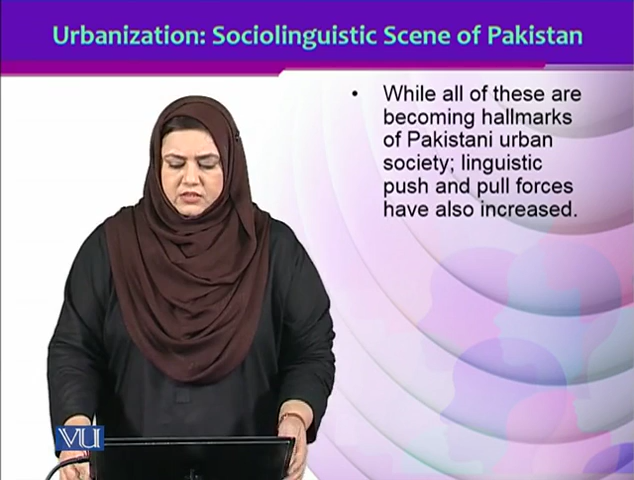 Urbanization: Sociolinguistic Scene of Pakistan
• While all of these are
becoming hallmarks
of Pakistani urban
society; linguistic
push and pull forces
have also increased.
VU